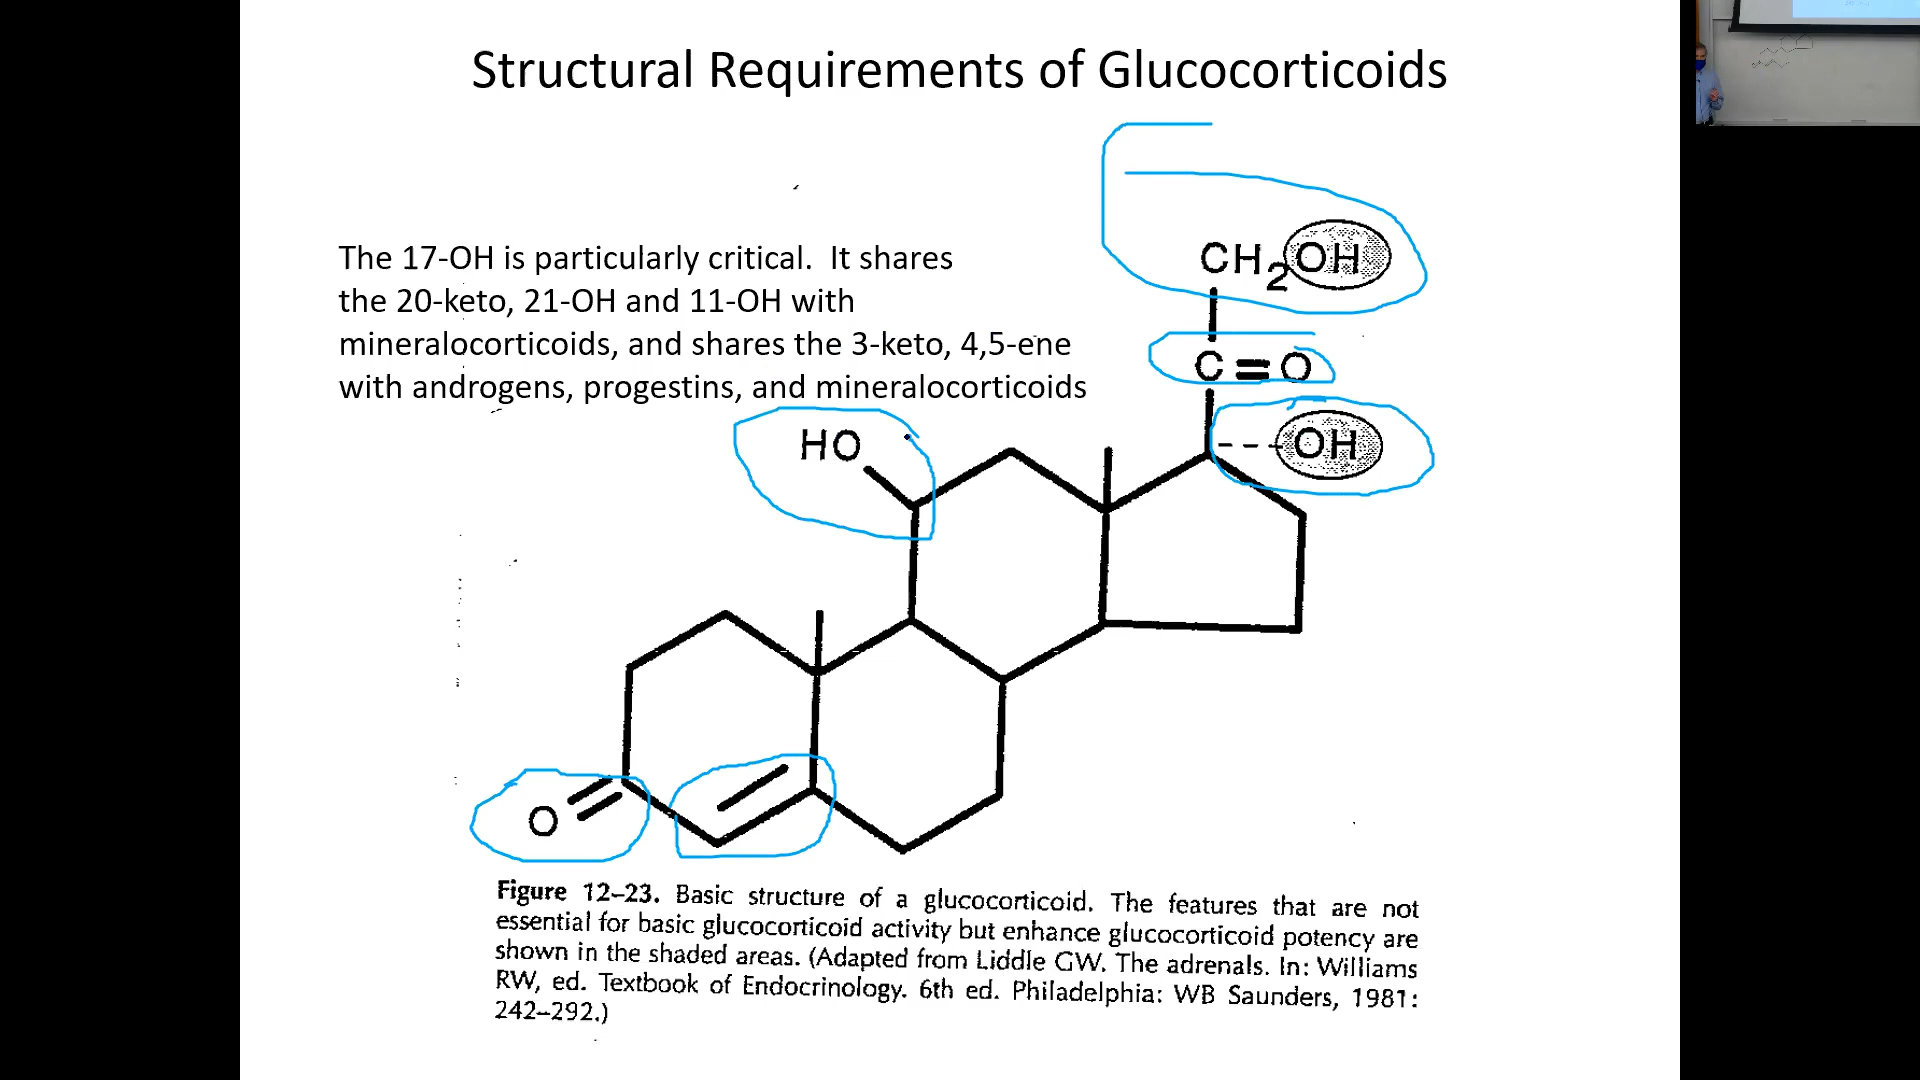 Structural Requirements of Glucocorticoids
The 17-OH is particularly critical. It shares
the 20-keto, 21-OH and 11-OH with
mineralocorticoids, and shares the 3-keto, 4,5-ene
with androgens, progestins, and mineralocorticoids
CH2OH
C=O
OH
HO
O
Figure 12–23. Basic structure of a glucocorticoid. The features that are not
essential for basic glucocorticoid activity but enhance glucocorticoid potency are
shown in the shaded areas. (Adapted from Liddle GW. The adrenals. In: Williams
RW, ed. Textbook of Endocrinology. 6th ed. Philadelphia: WB Saunders, 1981:
242–292.)